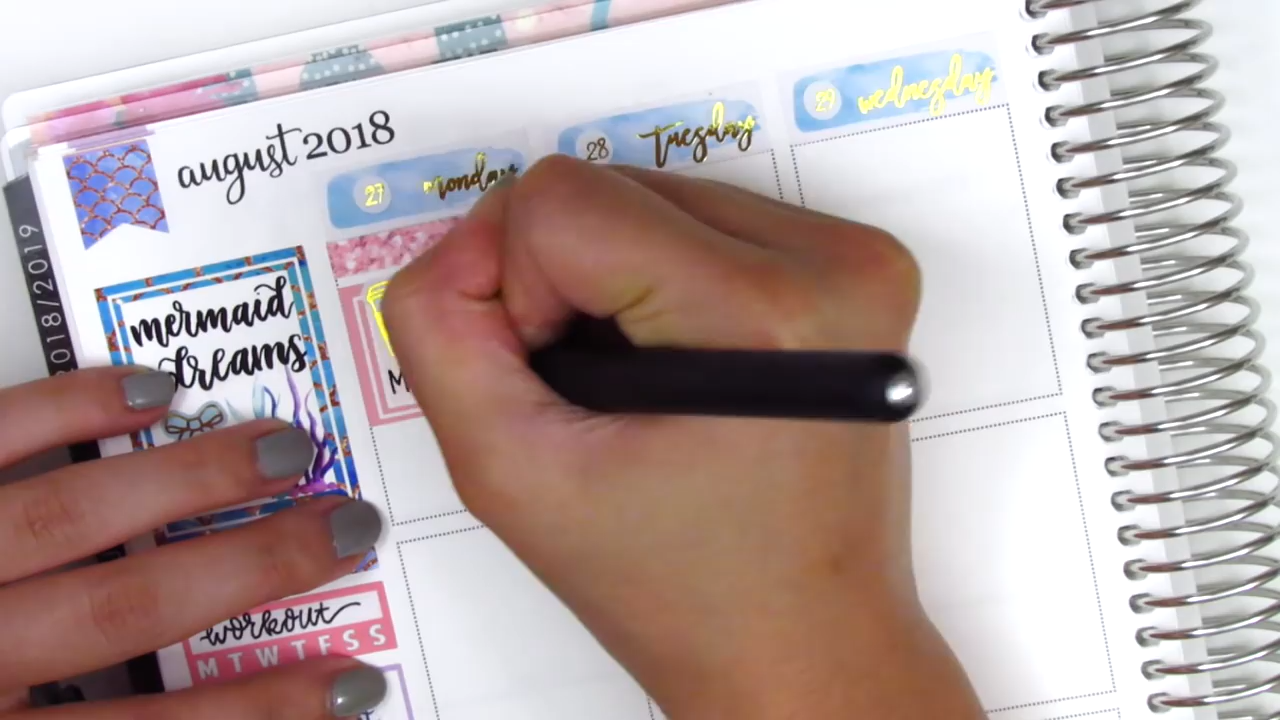 august 2018
27 monday
28 Tuesday
29 wednesday
2018/2019
mermaid
dreams
workout
M T W T F S S